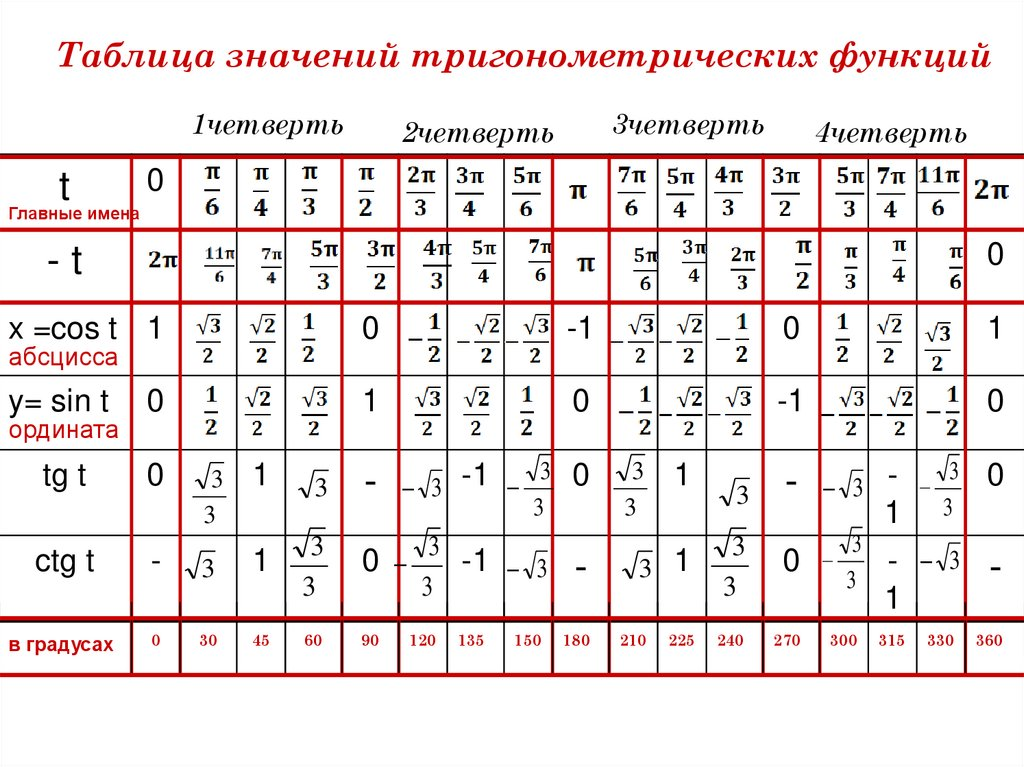 Таблица значений тригонометрических функций
1четверть 2четверть 3четверть 4четверть
t 0 π/6 π/4 π/3 π/2 2π/3 3π/4 5π/6 π 7π/6 5π/4 4π/3 3π/2 5π/3 7π/4 11π/6 2π
Главные имена
- t 2π 11π/6 7π/4 5π/3 3π/2 4π/3 5π/4 7π/6 π 5π/6 3π/4 2π/3 π/2 π/3 π/4 π/6 0
x =cos t 1 √3/2 √2/2 1/2 0 −1/2 −√2/2 −√3/2 -1 −√3/2 −√2/2 −1/2 0 1/2 √2/2 √3/2 1
абсцисса
y= sin t 0 1/2 √2/2 √3/2 1 √3/2 √2/2 1/2 0 −1/2 −√2/2 −√3/2 -1 −√3/2 −√2/2 −1/2 0
ордината
tg t 0 √3/3 1 √3 - −√3 -1 −√3/3 0 √3/3 1 √3 - −√3 -1 −√3/3 0
ctg t - √3 1 √3/3 0 −√3/3 -1 −√3 - √3 1 √3/3 0 −√3/3 -1 −√3 -
в градусах 0 30 45 60 90 120 135 150 180 210 225 240 270 300 315 330 360